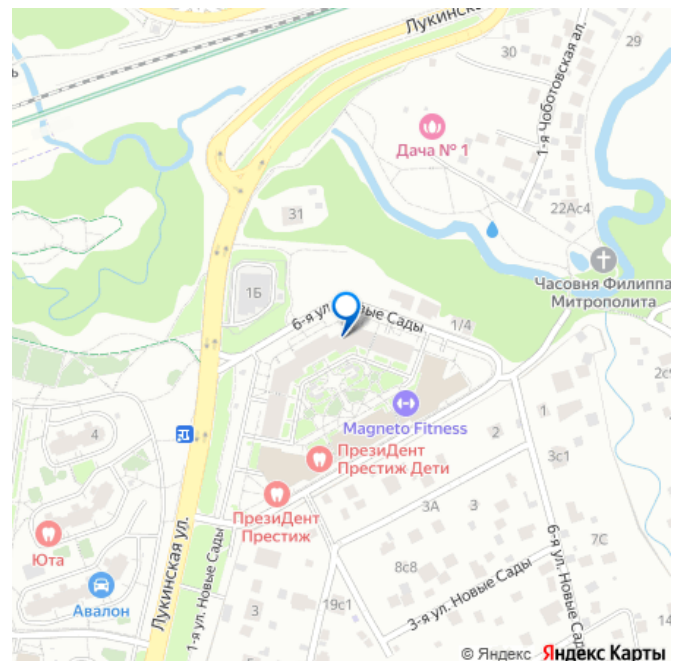 Лукинская
30
29
1-я Чоботовская ал.
Дача № 1
22Ас4
31
Часовня Филиппа
Митрополита
1Б
6-я ул. Новые Сады
1/4
Magneto Fitness
4
1
2
ПрезиДент
Престиж Дети
3с1
ПрезиДент
Престиж
3А
3
7С
Юта
8с8
Авалон
Лукинская ул.
1-я ул. Новые Сады
3
19с1
3-я ул. Новые Сады
6-я ул. Новые Сады
14
© Яндекс Яндекс Карты